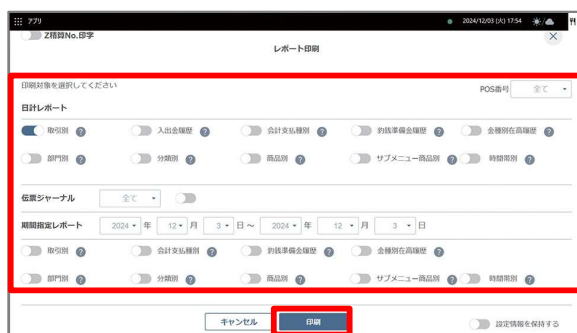 アプリ 2024/12/03 (火) 17:54
Z精算No.印字
レポート印刷
印刷対象を選択してください POS番号 全て
日計レポート
取引別 入出金履歴 会計支払種別 釣銭準備金履歴 金種別在高履歴
部門別 分類別 商品別 サブメニュー商品別 時間帯別
伝票ジャーナル 全て
期間指定レポート 2024 年 12 月 3 日 ～ 2024 年 12 月 3 日
取引別 会計支払種別 釣銭準備金履歴 金種別在高履歴
部門別 分類別 商品別 サブメニュー商品別 時間帯別
キャンセル 印刷 設定情報を保持する